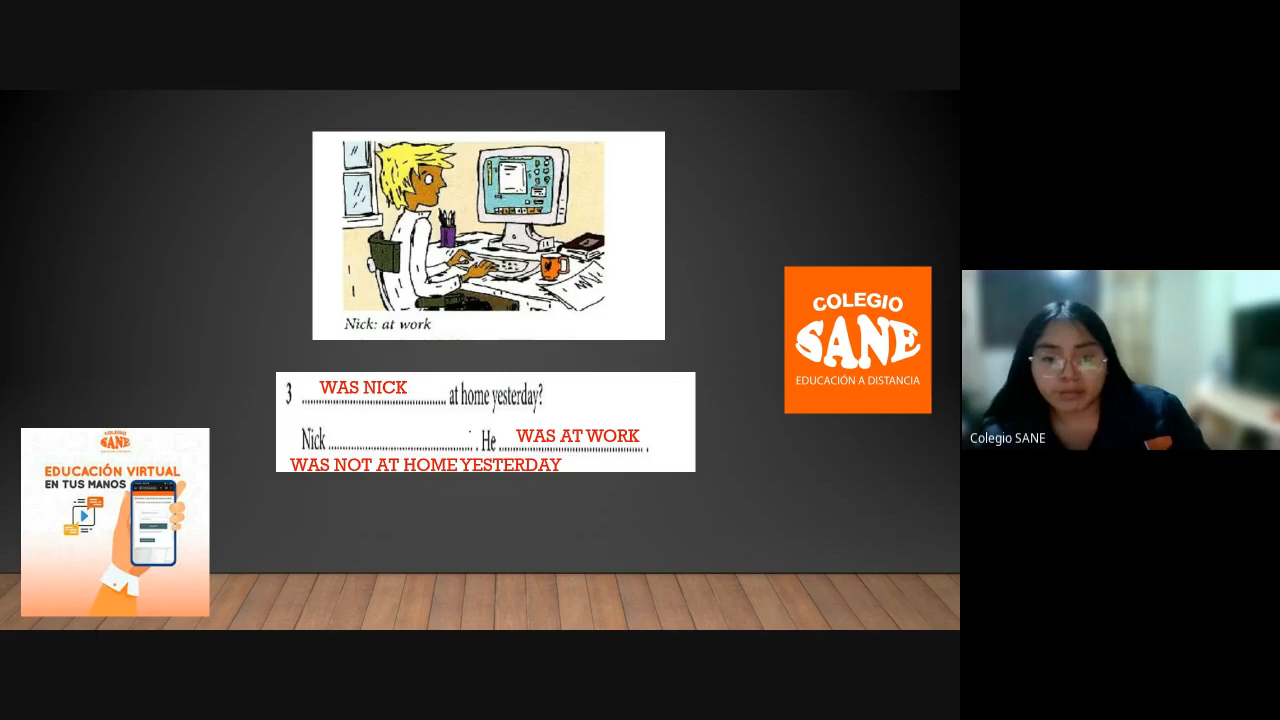 Nick: at work
WAS NICK
3 ........ at home yesterday?
Nick ........ . He ........ .
WAS AT WORK
WAS NOT AT HOME YESTERDAY
COLEGIO
SANE
EDUCACIÓN A DISTANCIA
SANE
EDUCACIÓN VIRTUAL
EN TUS MANOS
Colegio SANE